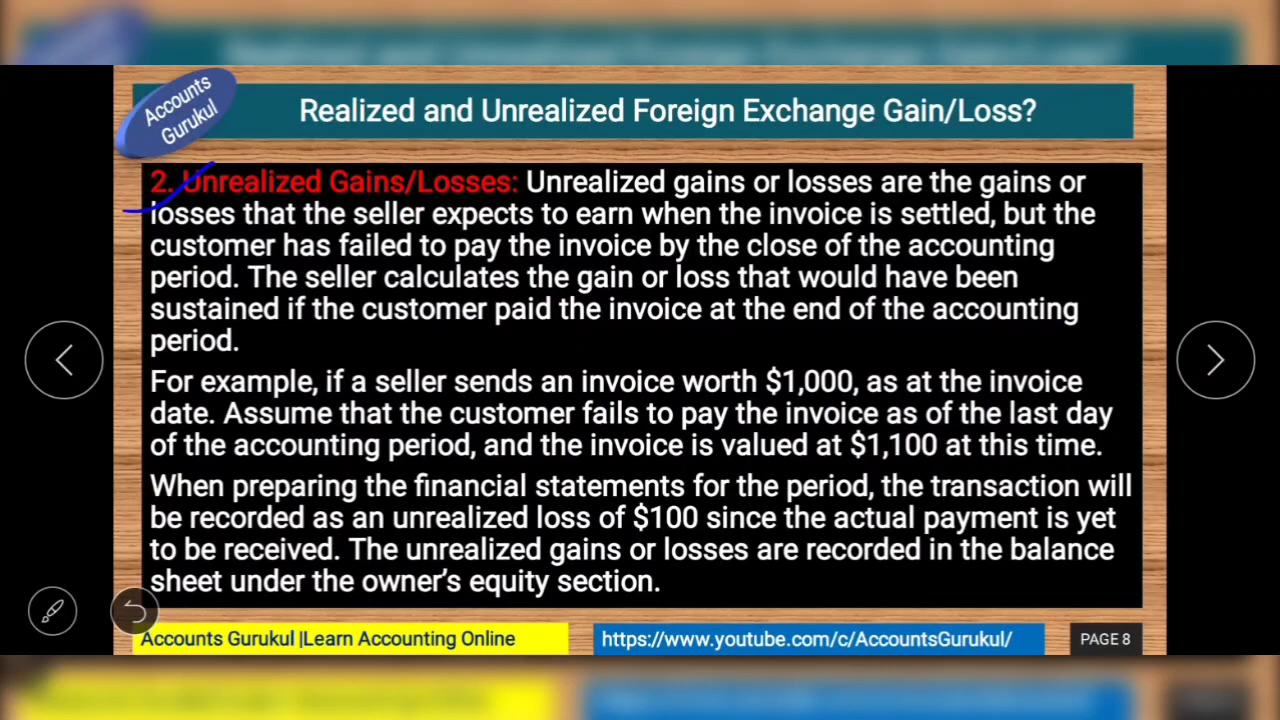 Accounts
Gurukul
Realized and Unrealized Foreign Exchange Gain/Loss?
2. Unrealized Gains/Losses: Unrealized gains or losses are the gains or
losses that the seller expects to earn when the invoice is settled, but the
customer has failed to pay the invoice by the close of the accounting
period. The seller calculates the gain or loss that would have been
sustained if the customer paid the invoice at the end of the accounting
period.
For example, if a seller sends an invoice worth $1,000, as at the invoice
date. Assume that the customer fails to pay the invoice as of the last day
of the accounting period, and the invoice is valued at $1,100 at this time.
When preparing the financial statements for the period, the transaction will
be recorded as an unrealized loss of $100 since the actual payment is yet
to be received. The unrealized gains or losses are recorded in the balance
sheet under the owner's equity section.
Accounts Gurukul |Learn Accounting Online
https://www.youtube.com/c/AccountsGurukul/
PAGE 8